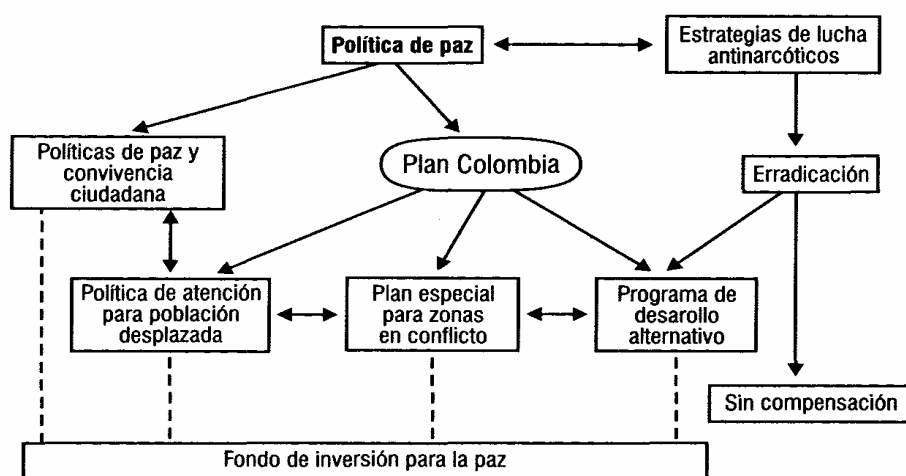 Política de paz
Estrategias de lucha
antinarcóticos
Políticas de paz y
convivencia
ciudadana
Plan Colombia
Erradicación
Política de atención
para población
desplazada
Plan especial
para zonas
en conflicto
Programa de
desarollo
alternativo
Sin compensación
Fondo de inversión para la paz